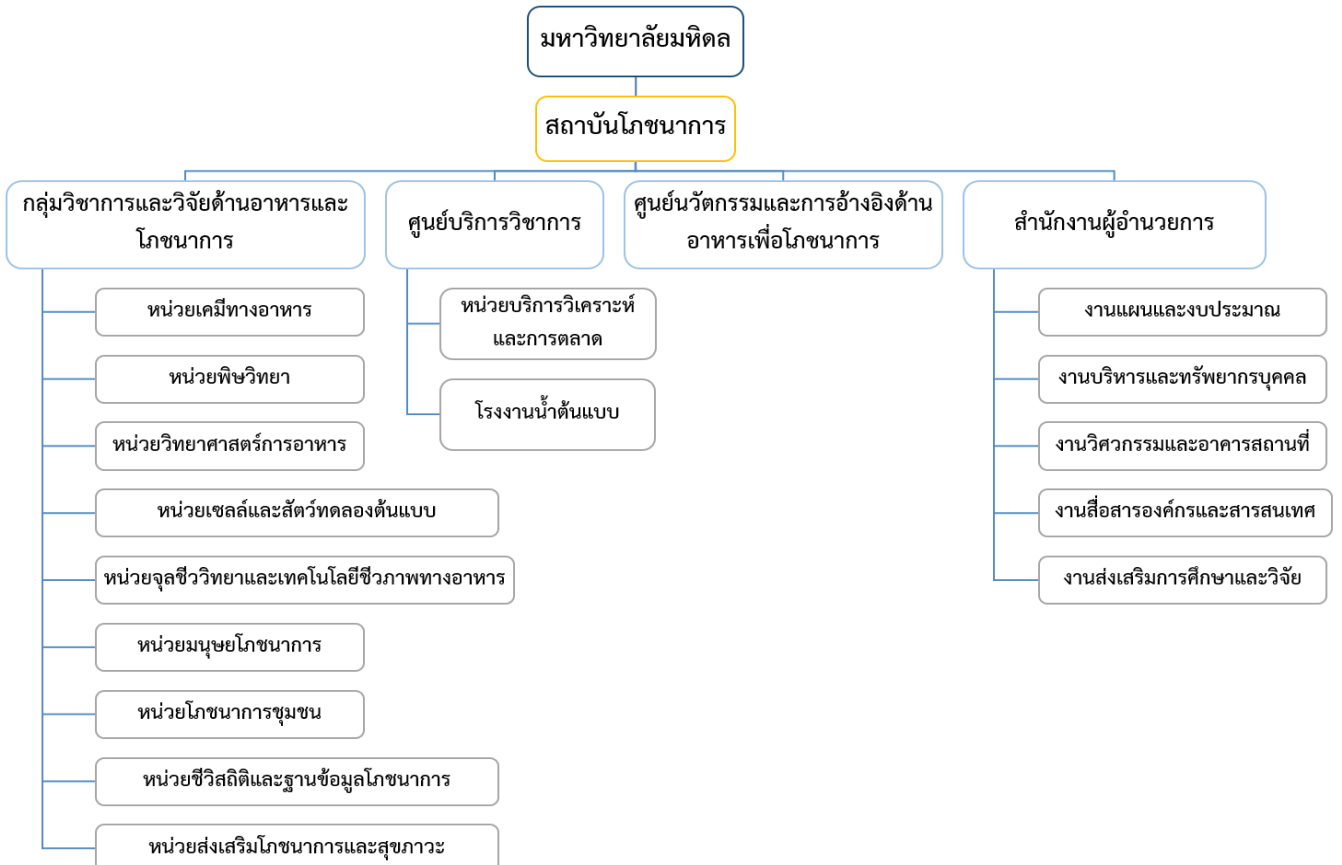 มหาวิทยาลัยมหิดล
สถาบันโภชนาการ
กลุ่มวิชาการและวิจัยด้านอาหารและ
โภชนาการ
หน่วยเคมีทางอาหาร
หน่วยพิษวิทยา
หน่วยวิทยาศาสตร์การอาหาร
หน่วยเซลล์และสัตว์ทดลองต้นแบบ
หน่วยจุลชีววิทยาและเทคโนโลยีชีวภาพทางอาหาร
หน่วยมนุษยโภชนาการ
หน่วยโภชนาการชุมชน
หน่วยชีวิสถิติและฐานข้อมูลโภชนาการ
หน่วยส่งเสริมโภชนาการและสุขภาวะ
ศูนย์บริการวิชาการ
หน่วยบริการวิเคราะห์
และการตลาด
โรงงานน้ำต้นแบบ
ศูนย์นวัตกรรมและการอ้างอิงด้าน
อาหารเพื่อโภชนาการ
สำนักงานผู้อำนวยการ
งานแผนและงบประมาณ
งานบริหารและทรัพยากรบุคคล
งานวิศวกรรมและอาคารสถานที่
งานสื่อสารองค์กรและสารสนเทศ
งานส่งเสริมการศึกษาและวิจัย